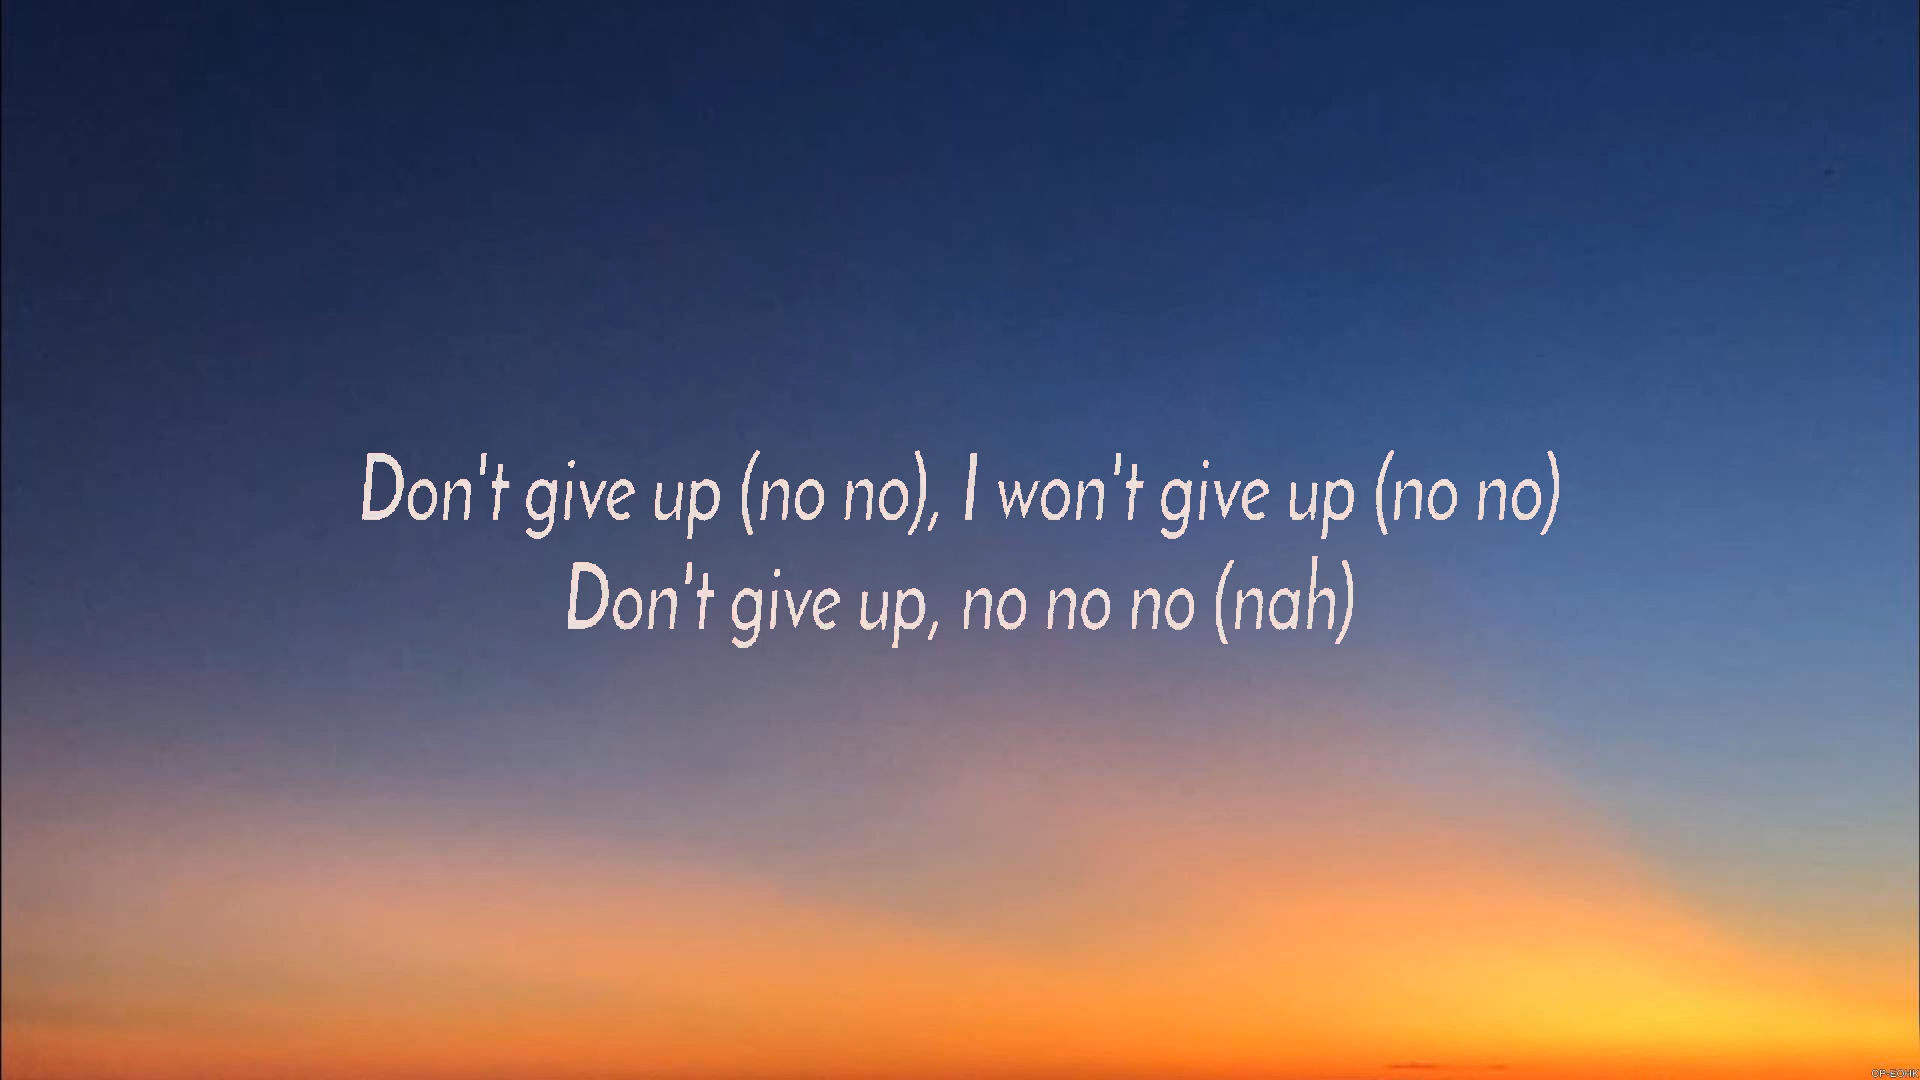 Don't give up (no no), I won't give up (no no)
Don't give up, no no no (nah)